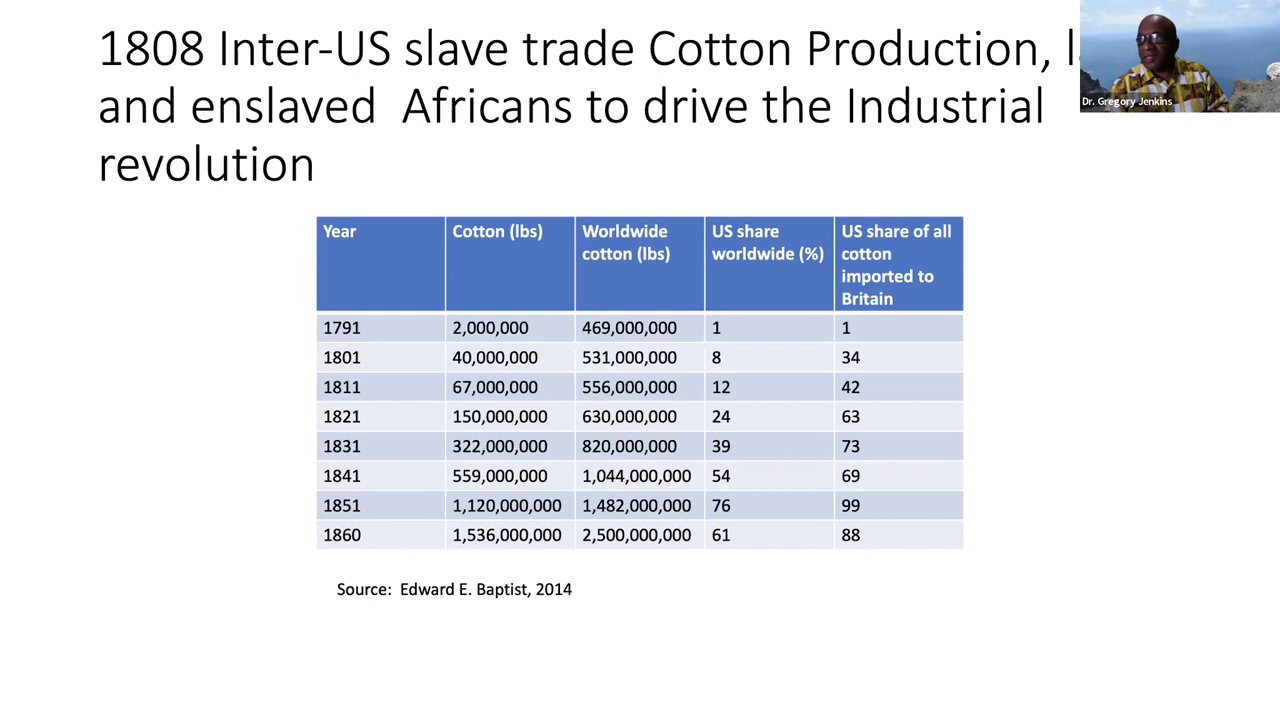 1808 Inter-US slave trade Cotton Production,
and enslaved Africans to drive the Industrial
revolution
Dr. Gregory Jenkins
Year Cotton (lbs) Worldwide cotton (lbs) US share worldwide (%) US share of all cotton imported to Britain
1791 2,000,000 469,000,000 1 1
1801 40,000,000 531,000,000 8 34
1811 67,000,000 556,000,000 12 42
1821 150,000,000 630,000,000 24 63
1831 322,000,000 820,000,000 39 73
1841 559,000,000 1,044,000,000 54 69
1851 1,120,000,000 1,482,000,000 76 99
1860 1,536,000,000 2,500,000,000 61 88
Source: Edward E. Baptist, 2014